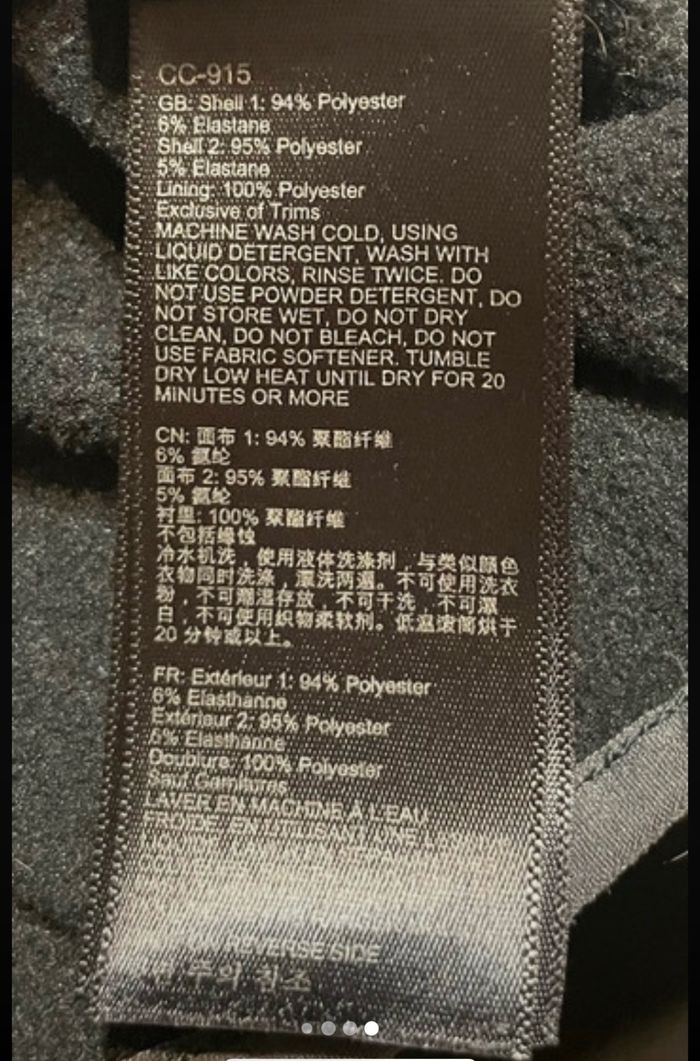 CC-915
GB: Shell 1: 94% Polyester
6% Elastane
Shell 2: 95% Polyester
5% Elastane
Lining: 100% Polyester
Exclusive of Trims
MACHINE WASH COLD, USING
LIQUID DETERGENT, WASH WITH
LIKE COLORS, RINSE TWICE. DO
NOT USE POWDER DETERGENT, DO
NOT STORE WET, DO NOT DRY
CLEAN, DO NOT BLEACH, DO NOT
USE FABRIC SOFTENER. TUMBLE
DRY LOW HEAT UNTIL DRY FOR 20
MINUTES OR MORE
CN: 面布 1: 94% 聚酯纤维
6% 氨纶
面布 2: 95% 聚酯纤维
5% 氨纶
衬里: 100% 聚酯纤维
不包括缘蚀
冷水机洗，使用液体洗涤剂，与类似颜色
衣物同时洗涤，漂洗两遍。不可使用洗衣
粉，不可潮湿存放，不可干洗，不可漂
白，不可使用织物柔软剂。低温滚筒烘干
20 分钟或以上。
FR: Extérieur 1: 94% Polyester
6% Elasthanne
Extérieur 2: 95% Polyester
5% Elasthanne
Doublure: 100% Polyester
Sauf Garnitures
LAVER EN MACHINE À L'EAU
FROIDE, EN UTILISANT UNE
REVERSE SIDE
주의 참조